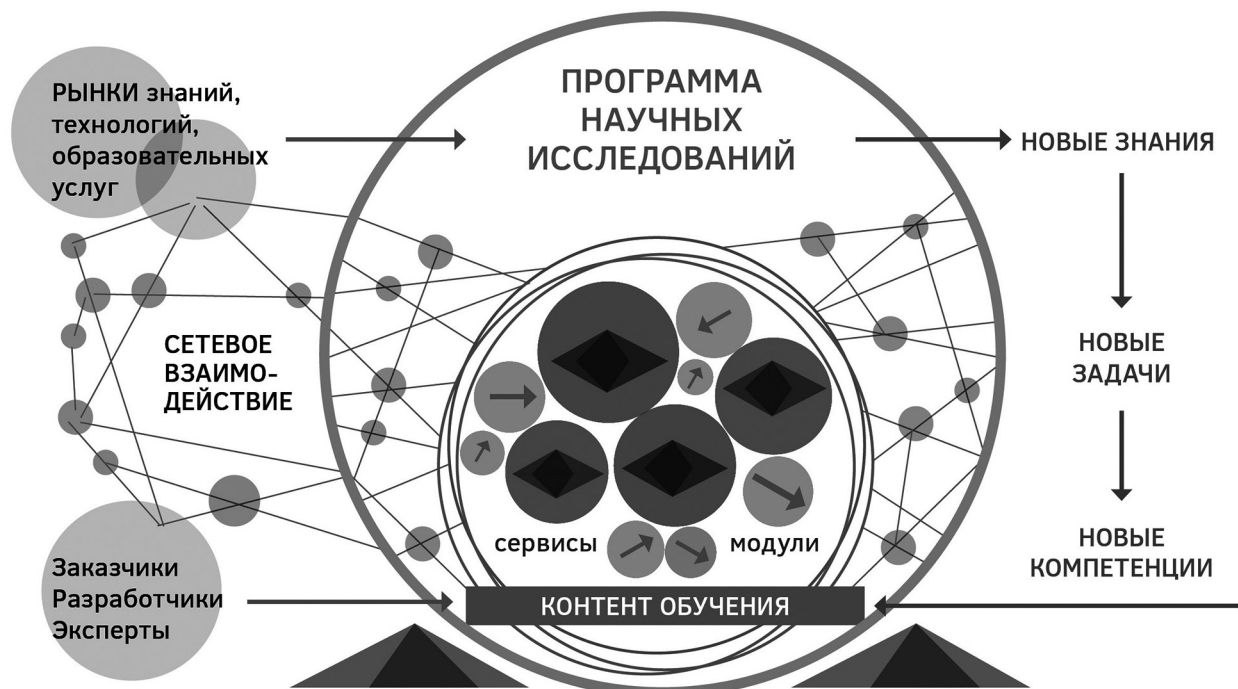 РЫНКИ знаний,
технологий,
образовательных
услуг
ПРОГРАММА
НАУЧНЫХ
ИССЛЕДОВАНИЙ
НОВЫЕ ЗНАНИЯ
СЕТЕВОЕ
ВЗАИМО-
ДЕЙСТВИЕ
НОВЫЕ
ЗАДАЧИ
сервисы
модули
НОВЫЕ
КОМПЕТЕНЦИИ
Заказчики
Разработчики
Эксперты
КОНТЕНТ ОБУЧЕНИЯ